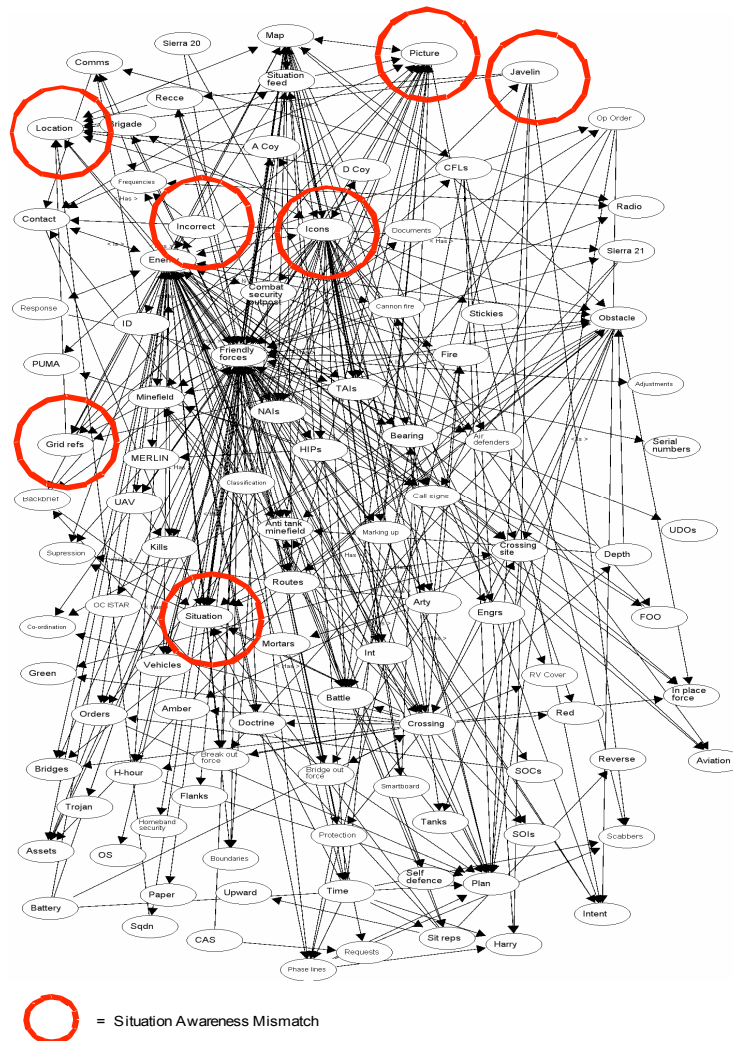 Map
Sierra 20
Picture
Comms
Javelin
Situation
feed
Recce
Op Order
Location
Brigade
A Coy
D Coy
CFLs
Frequencies
< Has >
Radio
Contact
Incorrect
Icons
Documents
< Has >
< Is >
Sierra 21
Enemy
Combat
security
outpost
Response
Cannon fire
Stickies
Obstacle
ID
Friendly
forces
Fire
PUMA
TAIs
Adjustments
Minefield
NAIs
Bearing
Air
defenders
< Is >
Grid refs
Serial
numbers
MERLIN
Has
HIPs
Classification
Backbrief
UAV
Call signs
Anti tank
minefield
Marking up
UDOs
Supression
Kills
Has
Crossing
site
Depth
Routes
OC ISTAR
Situation
Arty
Engrs
FOO
Co-ordination
Mortars
Int
Vehicles
< Has >
Green
RV Cover
Battle
In place
force
Orders
Amber
Doctrine
Crossing
Red
Break out
force
Bridges
H-hour
Bridge out
force
SOCs
Reverse
Aviation
Smartboard
Flanks
Trojan
Homeband
security
Tanks
Protection
SOIs
Scabbers
Assets
OS
Boundaries
Self
defence
Paper
Upward
Time
Plan
Battery
Intent
Sqdn
CAS
Sit reps
Harry
Requests
Phase lines
= Situation Awareness Mismatch